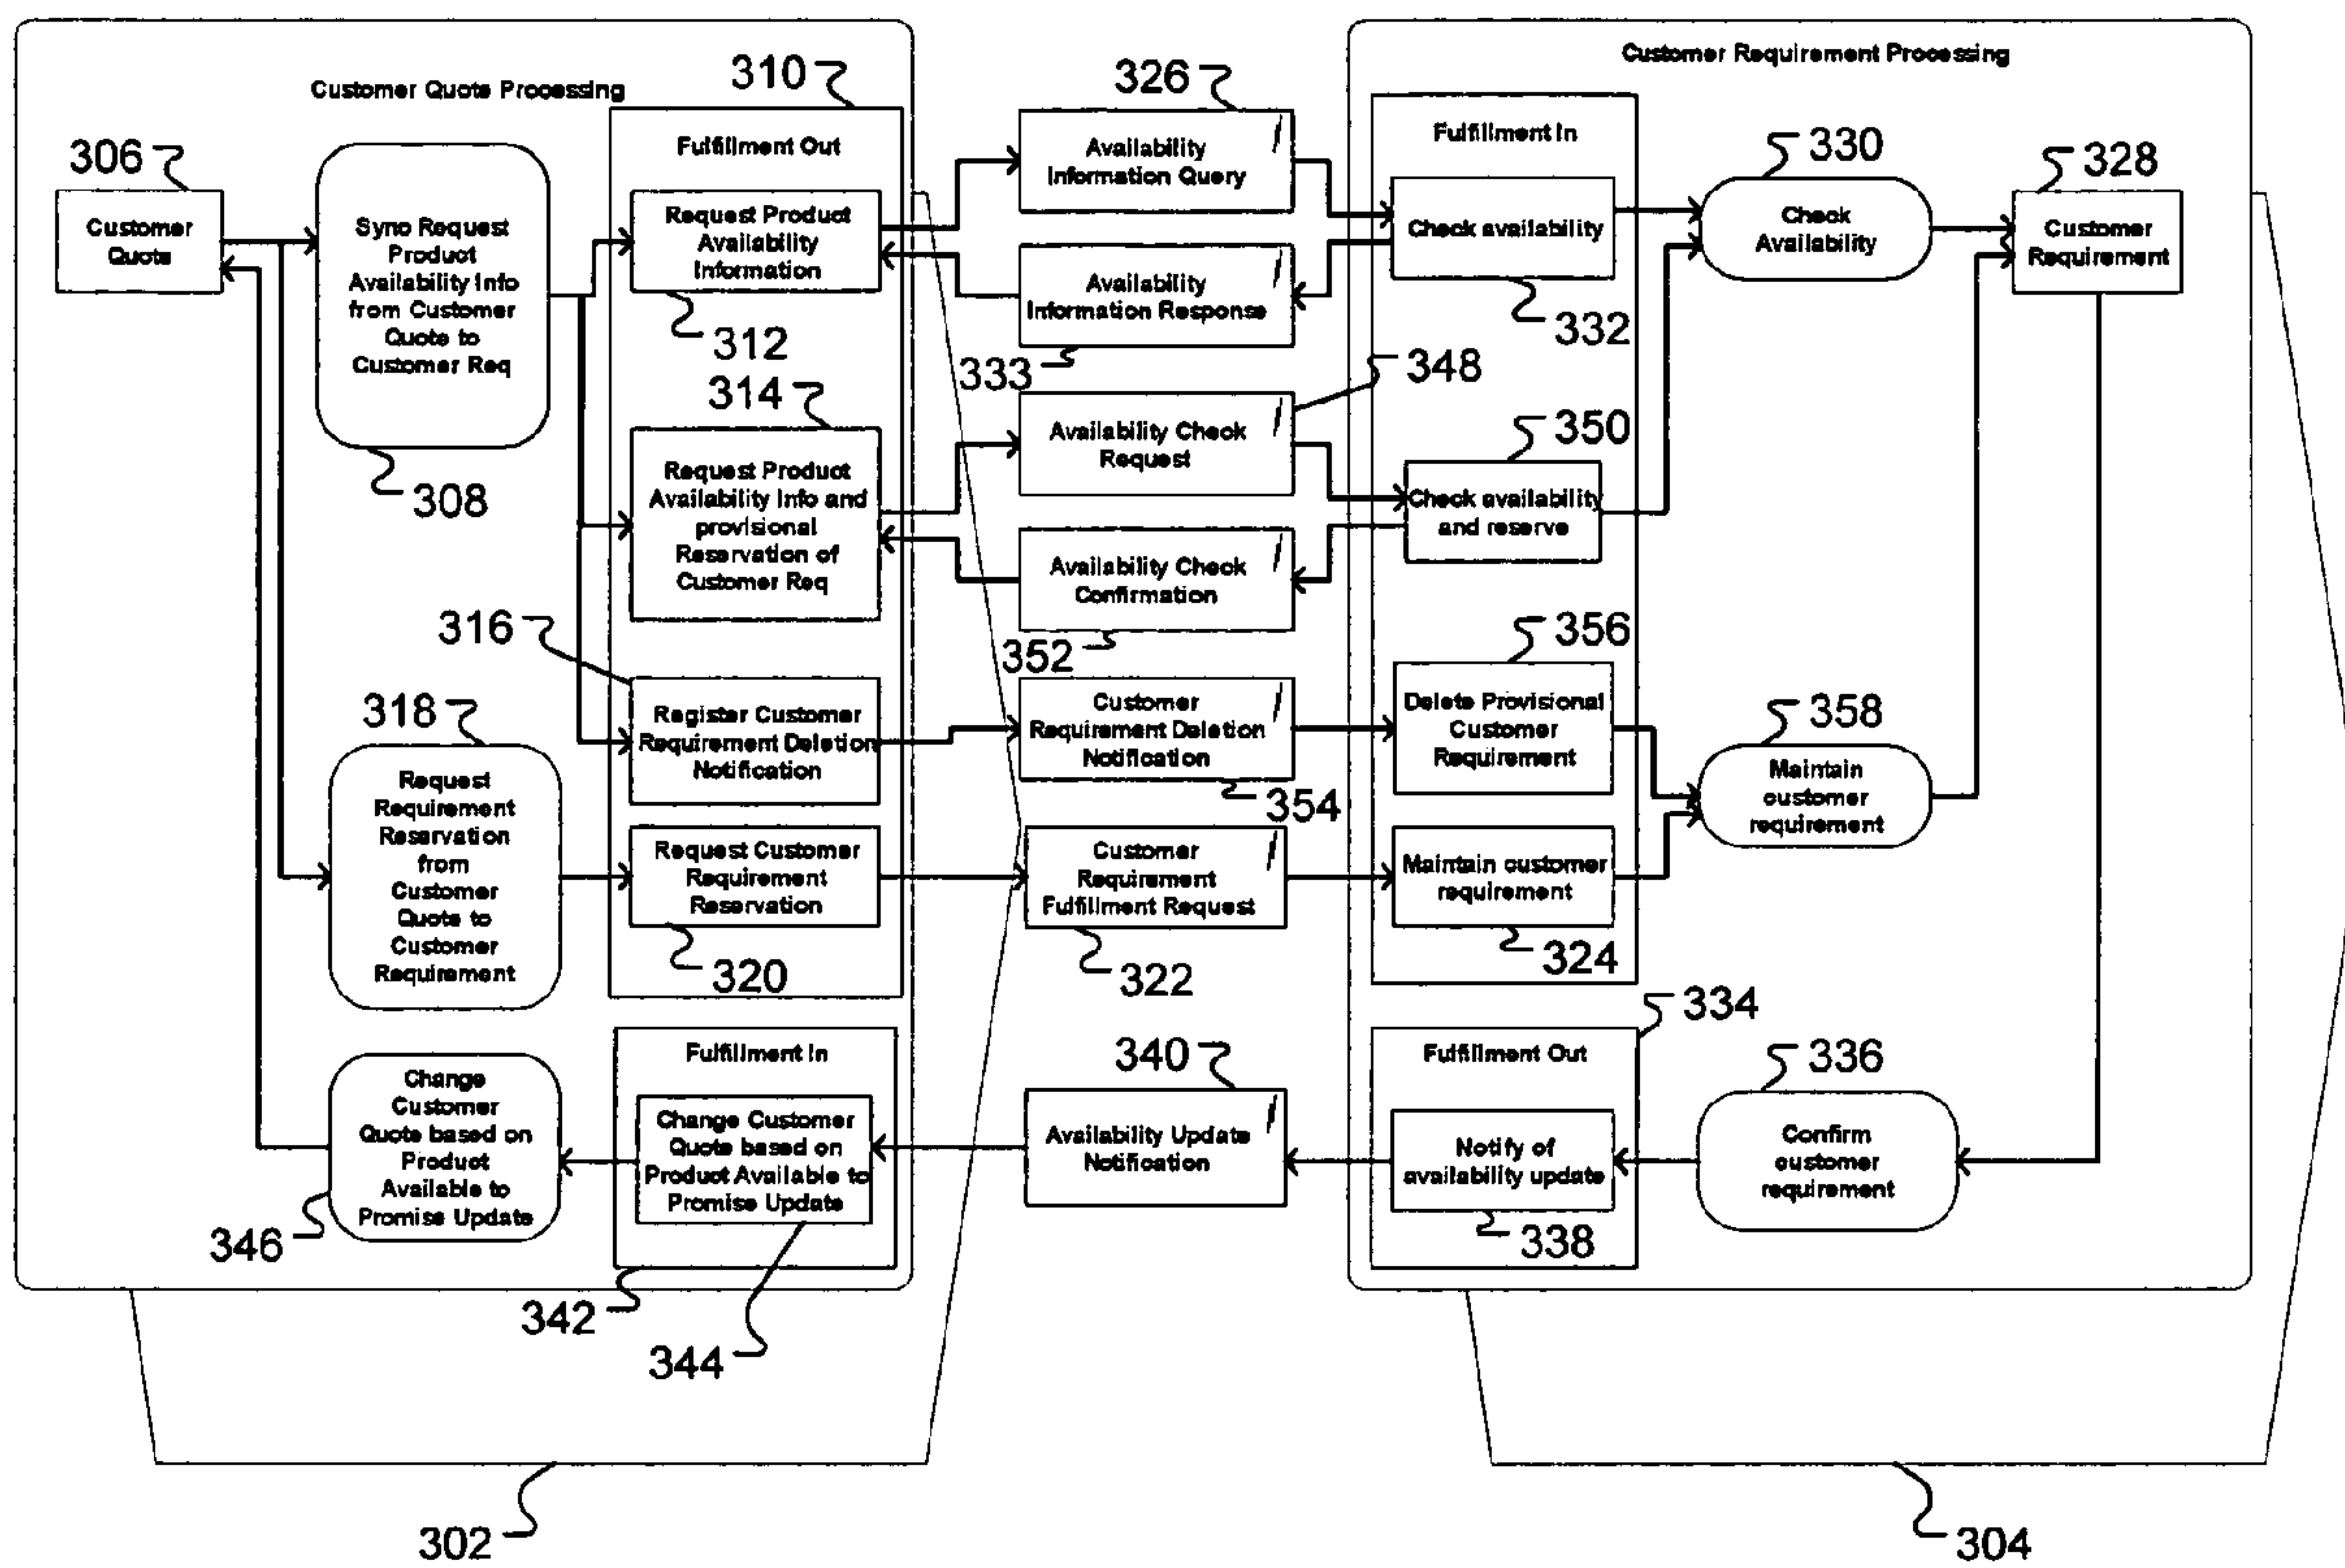 Customer Quote Processing
310
306
Customer
Quote
Sync Request
Product
Availability Info
from Customer
Quote to
Customer Req
308
Fulfillment Out
Request Product
Availability
Information
312
314
Request Product
Availability Info and
provisional
Reservation of
Customer Req
316
Register Customer
Requirement Deletion
Notification
318
Request
Requirement
Reservation
from
Customer
Quote to
Customer
Requirement
Request Customer
Requirement
Reservation
320
Fulfillment In
Change Customer
Quote based on
Product Available to
Promise Update
Change
Customer
Quote based on
Product
Available to
Promise Update
346
342
344
302
326
Availability
Information Query
Availability
Information Response
333
348
Availability Check
Request
Availability Check
Confirmation
352
Customer
Requirement Deletion
Notification
354
Customer
Requirement
Fulfillment Request
322
340
Availability Update
Notification
Customer Requirement Processing
Fulfillment In
Check availability
332
330
Check
Availability
328
Customer
Requirement
350
Check availability
and reserve
356
Delete Provisional
Customer
Requirement
358
Maintain
customer
requirement
Maintain customer
requirement
324
334
Fulfillment Out
Notify of
availability update
338
336
Confirm
customer
requirement
304